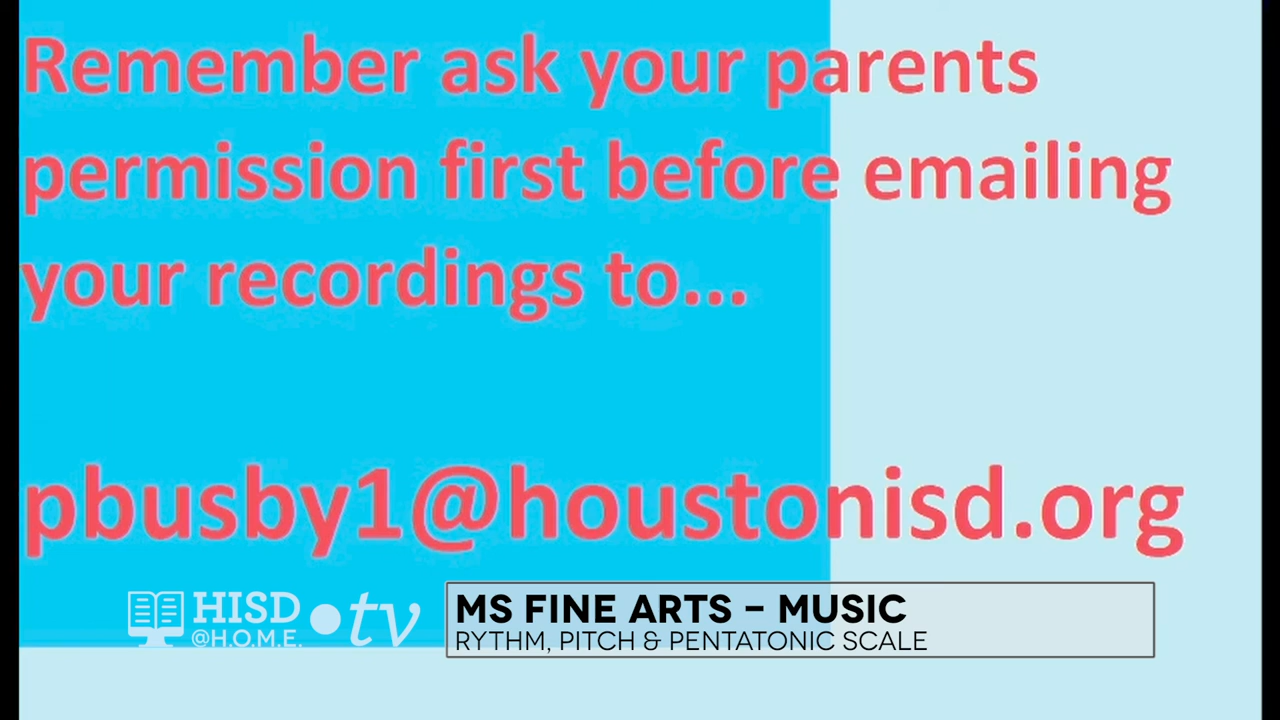 Remember ask your parents
permission first before emailing
your recordings to...
pbusby1@houstonisd.org
HISD
@H.O.M.E.
•tv
MS FINE ARTS – MUSIC
RYTHM, PITCH & PENTATONIC SCALE